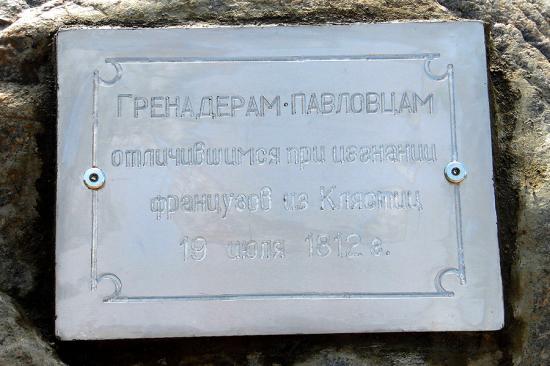 ГРЕНАДЕРАМ·ПАВЛОВЦАМ
отличившимся при изгнании
французов из Клястиц
19 июля 1812 г.